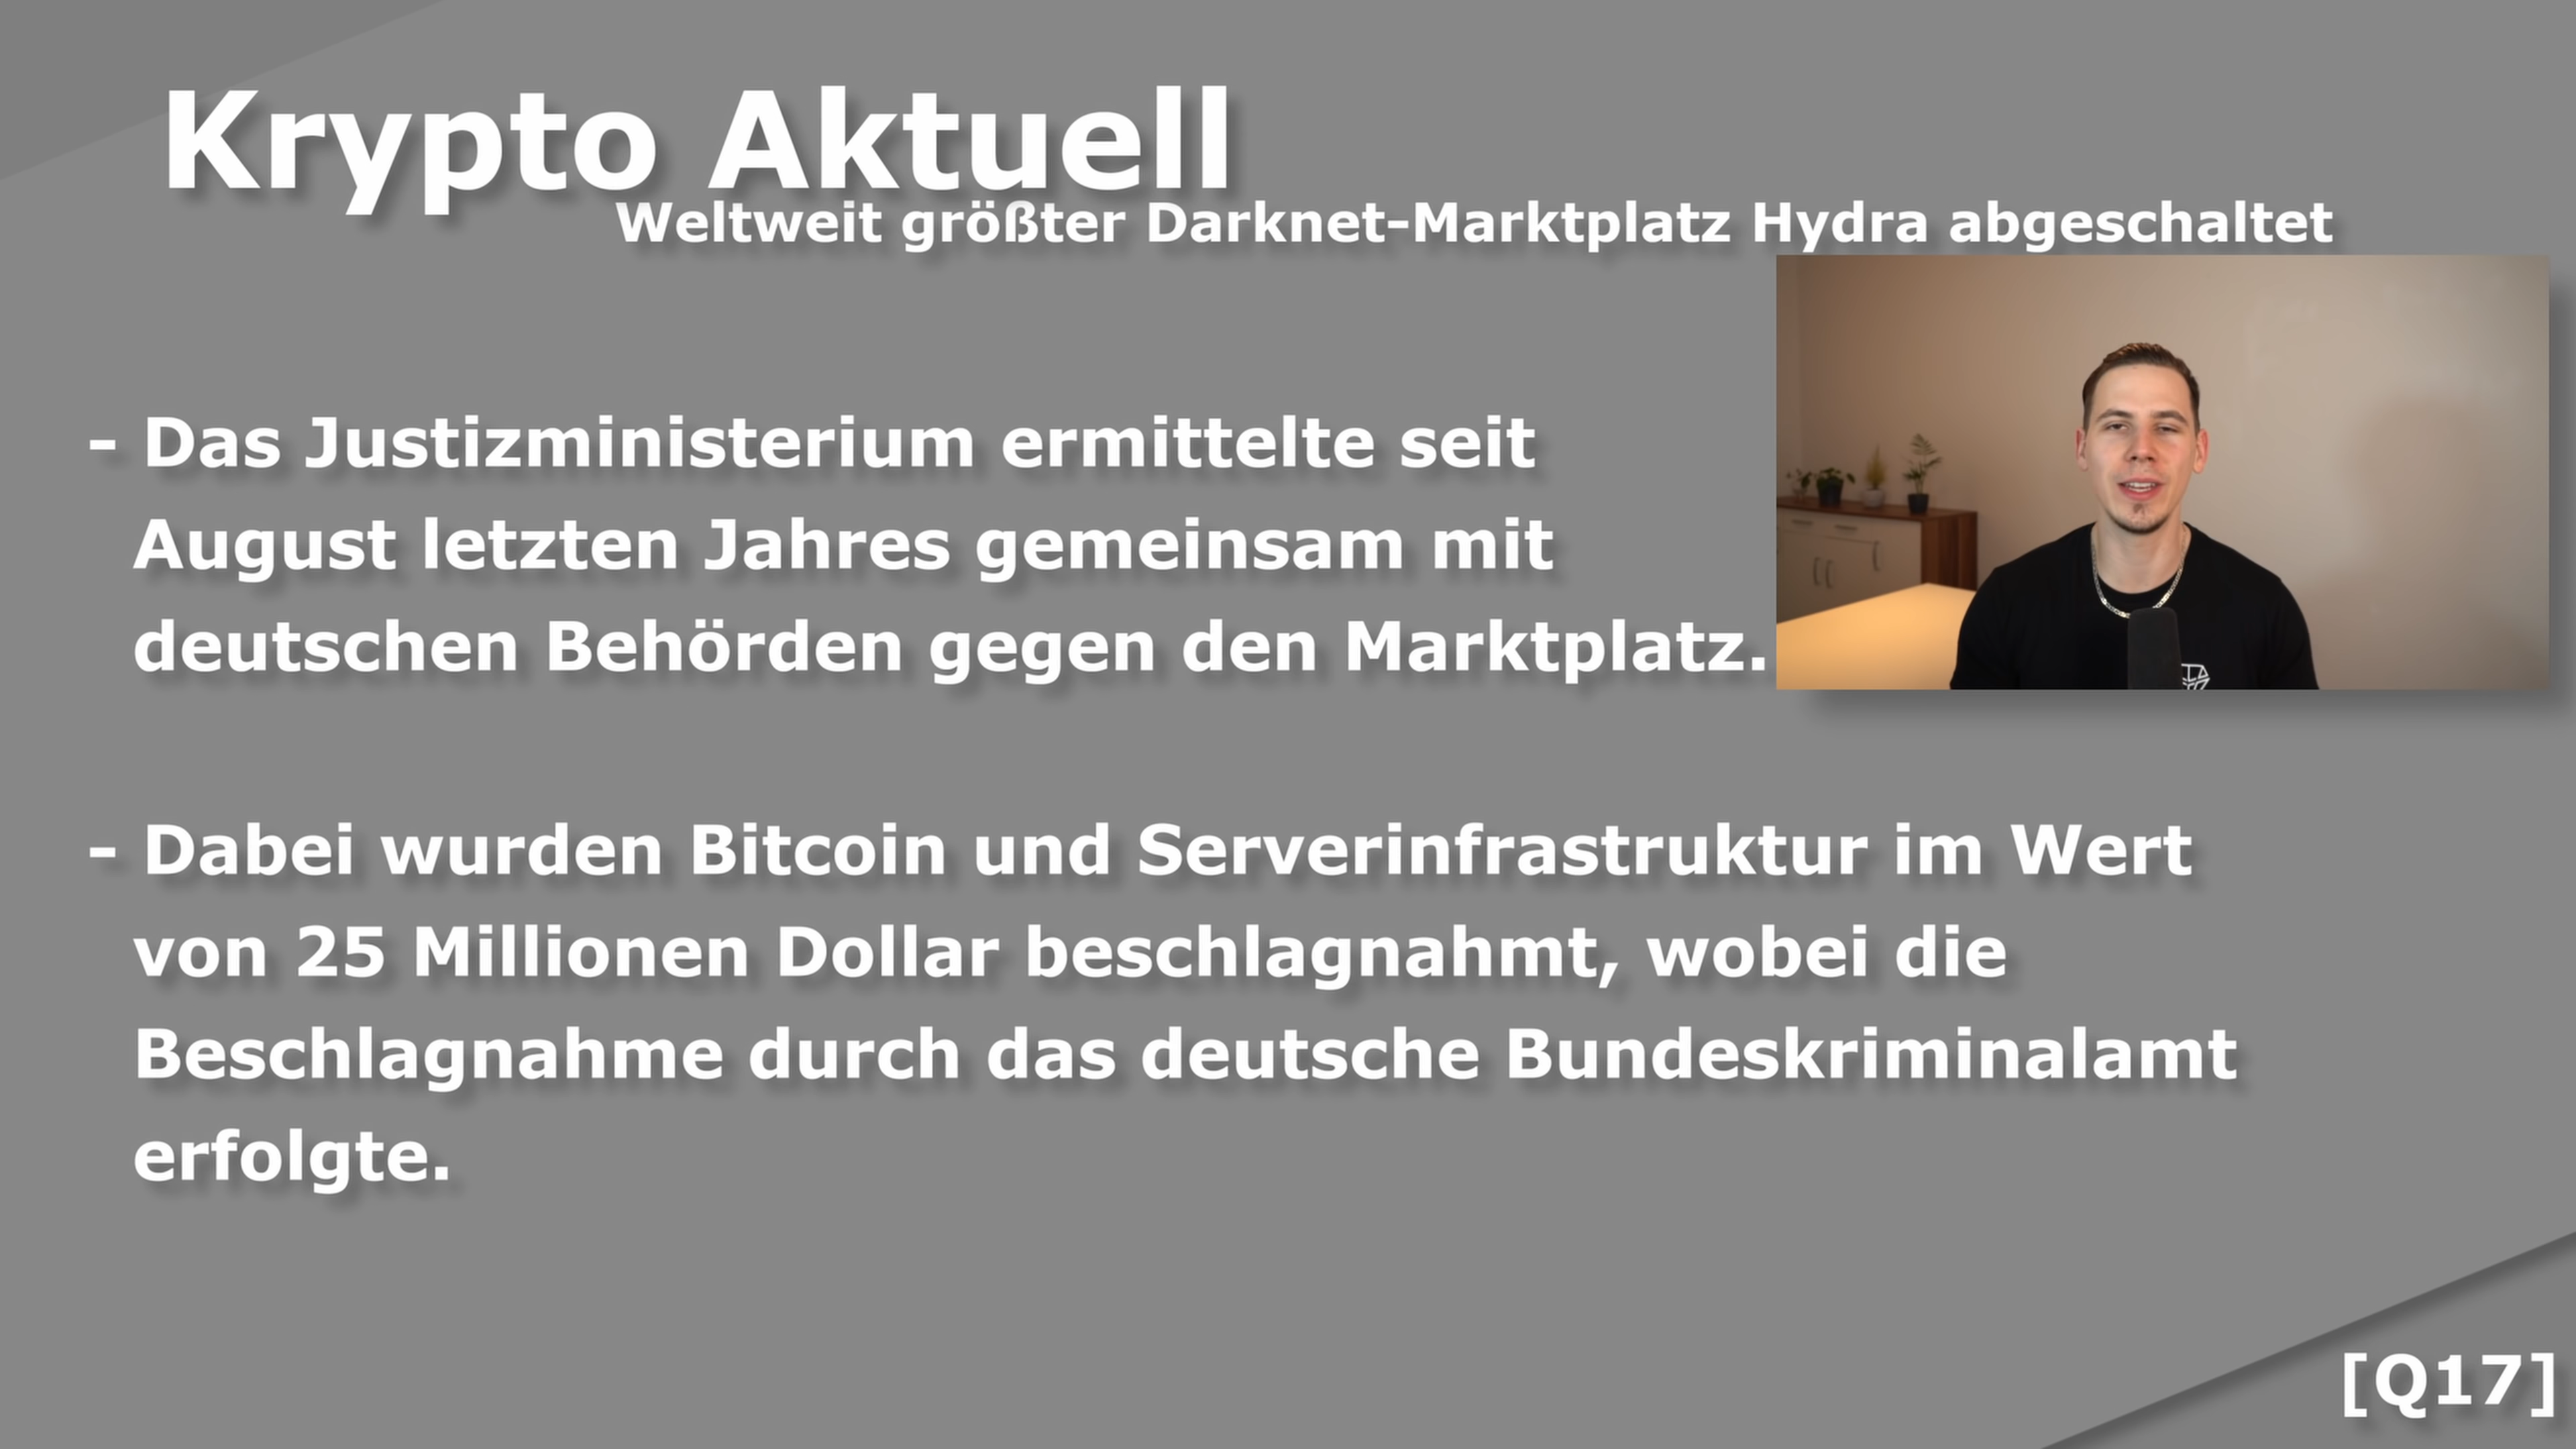 Krypto Aktuell
Weltweit größter Darknet-Marktplatz Hydra abgeschaltet
- Das Justizministerium ermittelte seit
August letzten Jahres gemeinsam mit
deutschen Behörden gegen den Marktplatz.
- Dabei wurden Bitcoin und Serverinfrastruktur im Wert
von 25 Millionen Dollar beschlagnahmt, wobei die
Beschlagnahme durch das deutsche Bundeskriminalamt
erfolgte.
[Q17]